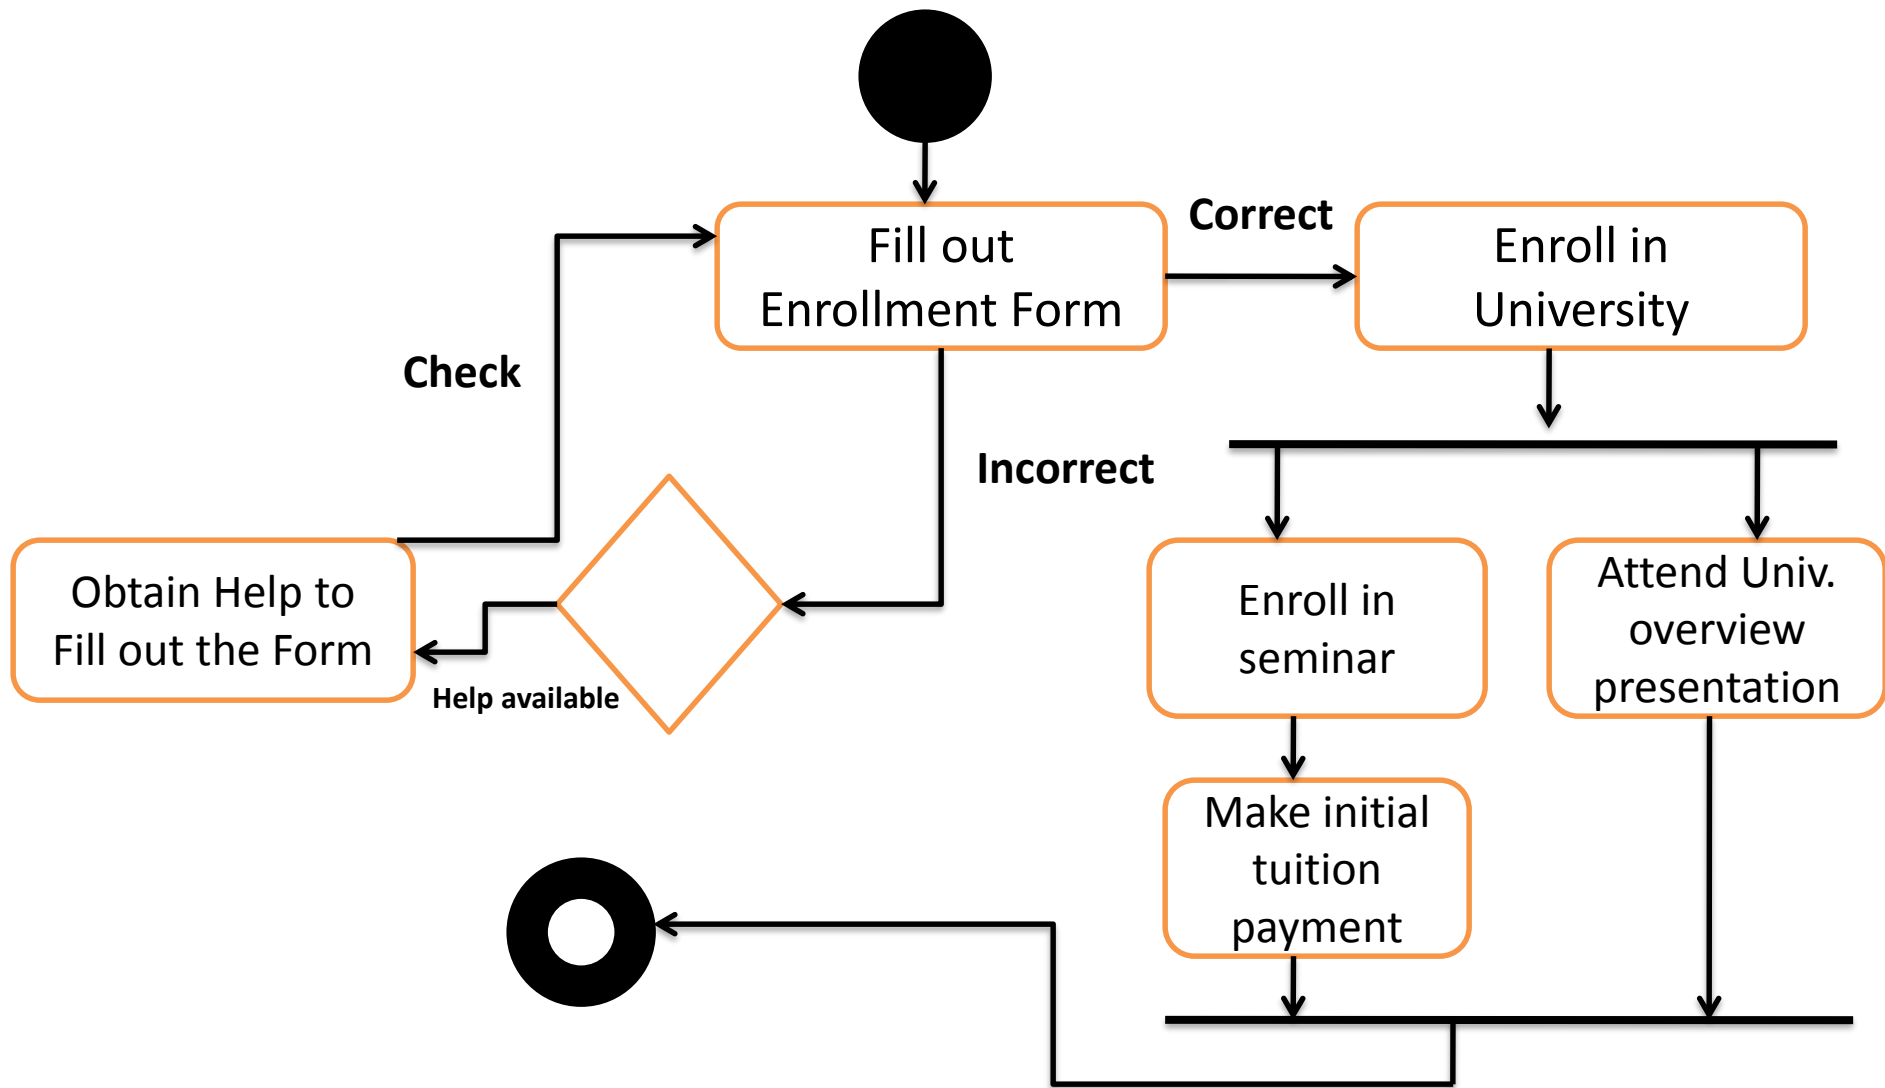 Fill out
Enrollment Form
Correct
Enroll in
University
Check
Incorrect
Obtain Help to
Fill out the Form
Help available
Enroll in
seminar
Attend Univ.
overview
presentation
Make initial
tuition
payment